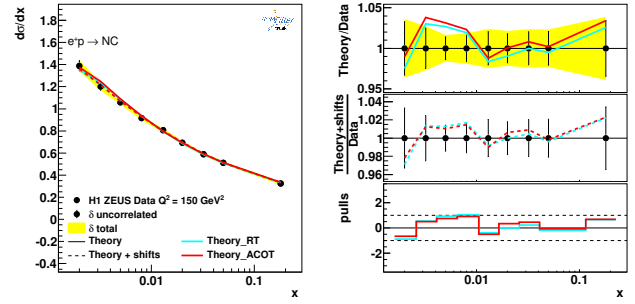 dσ/dx
e⁺p → NC
1.8
1.6
1.4
1.2
1
0.8
0.6
0.4
0.2
0
-0.2
-0.4
H1 ZEUS Data Q² = 150 GeV²
δ uncorrelated
δ total
Theory
Theory + shifts
Theory_RT
Theory_ACOT
0.01
0.1
x
Theory/Data
1.05
1
0.95
Theory+shifts
Data
1.04
1.02
1
0.98
0.96
pulls
2
0
-2
0.01
0.1
x